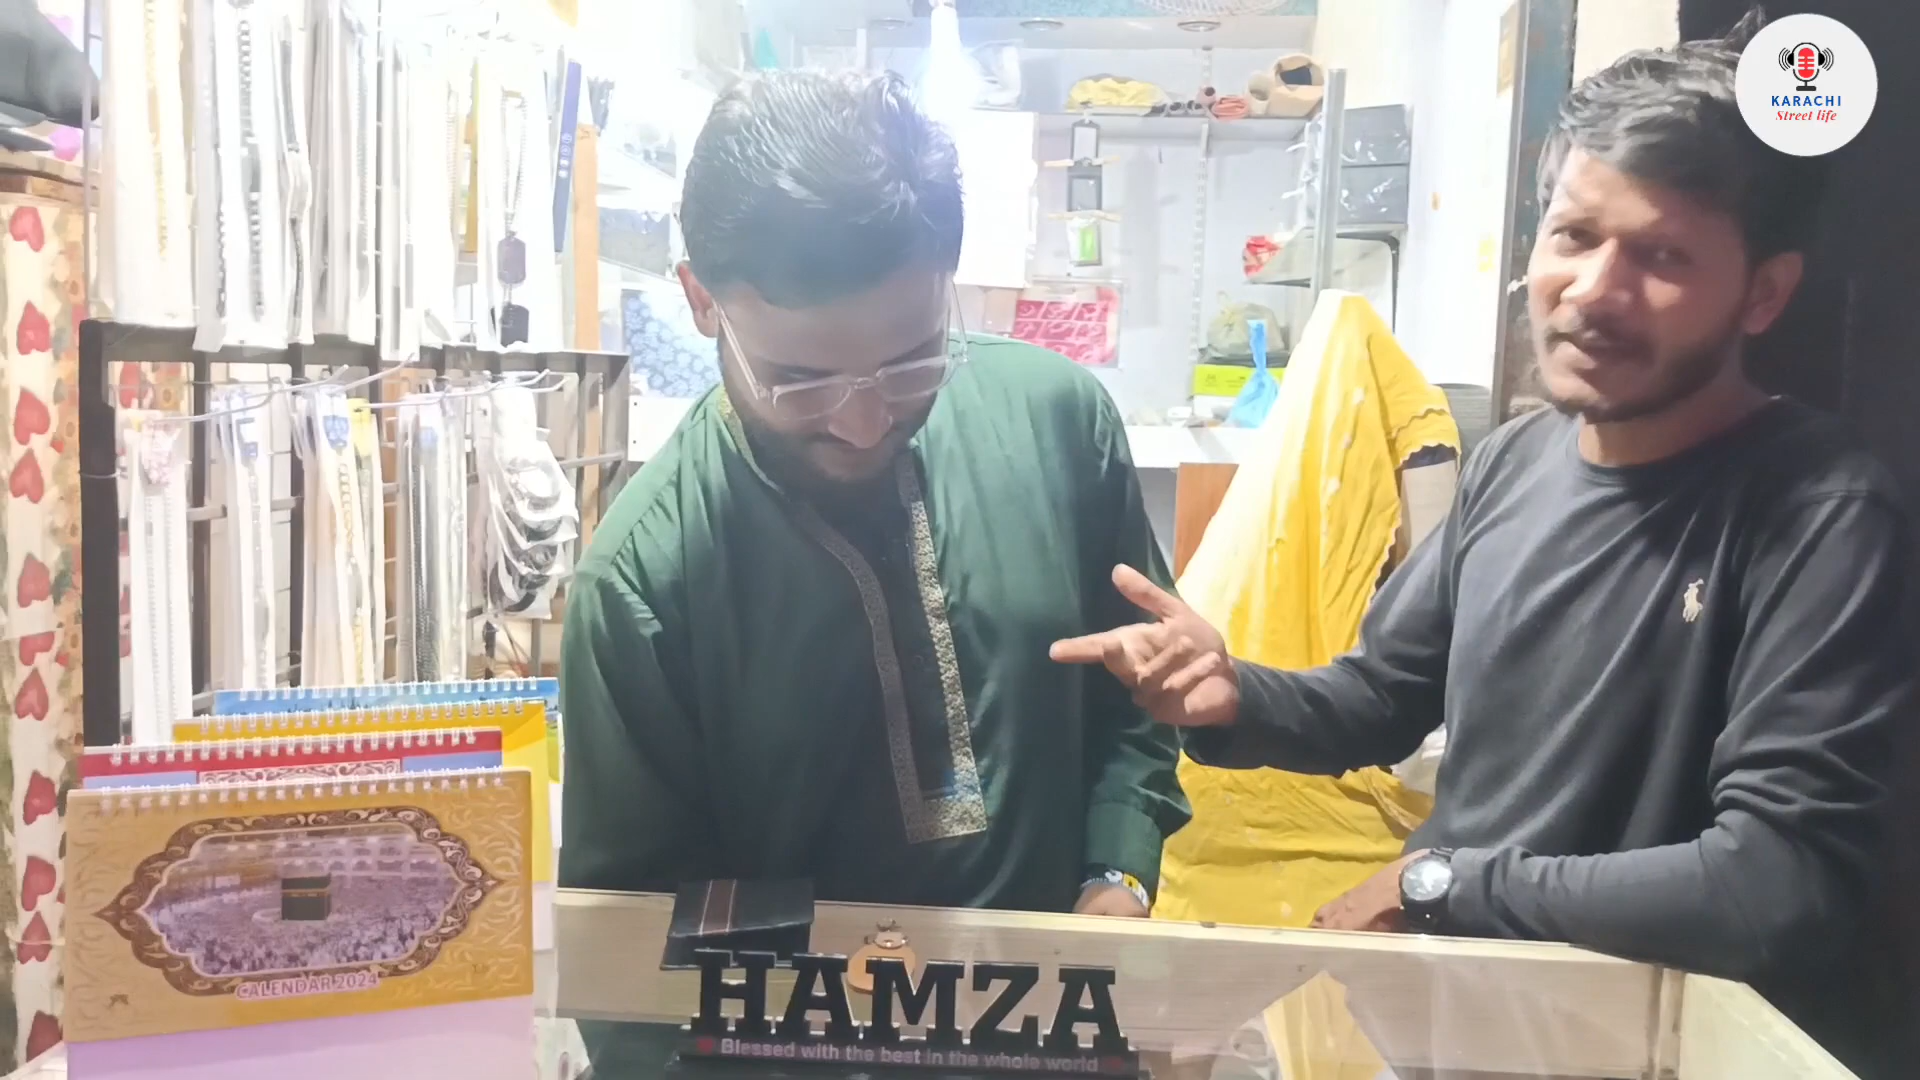 KARACHI
Street life
CALENDAR 2024
HAMZA
Blessed with the best in the whole world